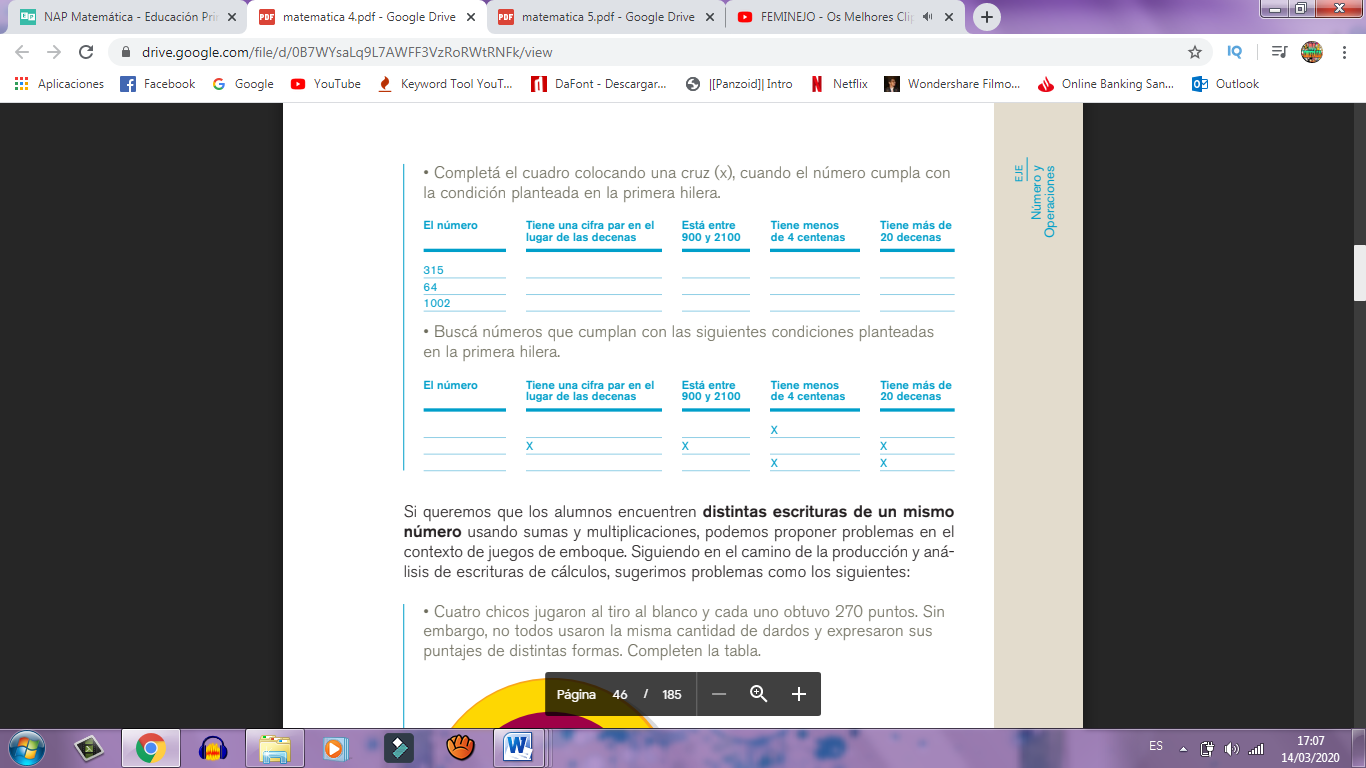 NAP Matemática - Educación Pri
matematica 4.pdf - Google Drive
matematica 5.pdf - Google Drive
FEMINEJO - Os Melhores Cli
drive.google.com/file/d/0B7WYsaLq9L7AWFF3VzRoRWtRNFk/view
Aplicaciones
Facebook
Google
YouTube
Keyword Tool YouT...
DaFont - Descargar...
|[Panzoid]| Intro
Netflix
Wondershare Filmo...
Online Banking San...
Outlook
EJE
Número y
Operaciones
• Completá el cuadro colocando una cruz (x), cuando el número cumpla con
la condición planteada en la primera hilera.
El número Tiene una cifra par en el Está entre Tiene menos Tiene más de
lugar de las decenas 900 y 2100 de 4 centenas 20 decenas
315
64
1002
• Buscá números que cumplan con las siguientes condiciones planteadas
en la primera hilera.
El número Tiene una cifra par en el Está entre Tiene menos Tiene más de
lugar de las decenas 900 y 2100 de 4 centenas 20 decenas
X
X X X
X X
Si queremos que los alumnos encuentren distintas escrituras de un mismo
número usando sumas y multiplicaciones, podemos proponer problemas en el
contexto de juegos de emboque. Siguiendo en el camino de la producción y aná-
lisis de escrituras de cálculos, sugerimos problemas como los siguientes:
• Cuatro chicos jugaron al tiro al blanco y cada uno obtuvo 270 puntos. Sin
embargo, no todos usaron la misma cantidad de dardos y expresaron sus
puntajes de distintas formas. Completen la tabla.
Página 46 / 185
ES
17:07
14/03/2020